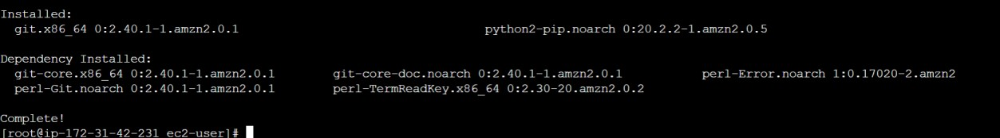 Installed:
git.x86_64 0:2.40.1-1.amzn2.0.1 python2-pip.noarch 0:20.2.2-1.amzn2.0.5
Dependency Installed:
git-core.x86_64 0:2.40.1-1.amzn2.0.1 git-core-doc.noarch 0:2.40.1-1.amzn2.0.1 perl-Error.noarch 1:0.17020-2.amzn2
perl-Git.noarch 0:2.40.1-1.amzn2.0.1 perl-TermReadKey.x86_64 0:2.30-20.amzn2.0.2
Complete!
[root@ip-172-31-42-231 ec2-user]#